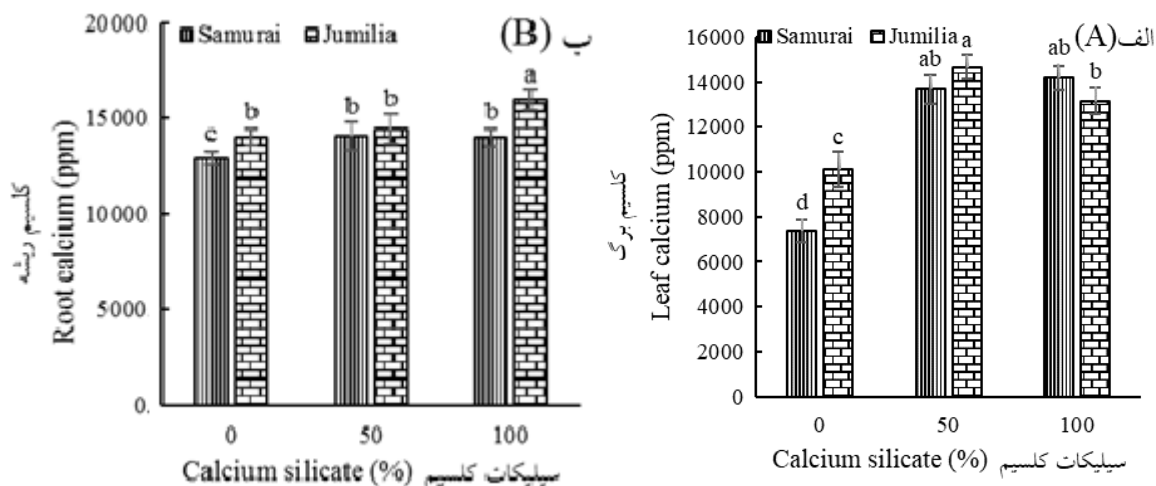 ب (B)
Samurai Jumilia
20000
15000
10000
5000
0.
کلسیم ریشه
Root calcium (ppm)
c b b b b a
0 50 100
Calcium silicate (%) سیلیکات کلسیم
الف (A)
Samurai Jumilia
16000
14000
12000
10000
8000
6000
4000
2000
0
کلسیم برگ
Leaf calcium (ppm)
d c ab a ab b
0 50 100
Calcium silicate (%) سیلیکات کلسیم